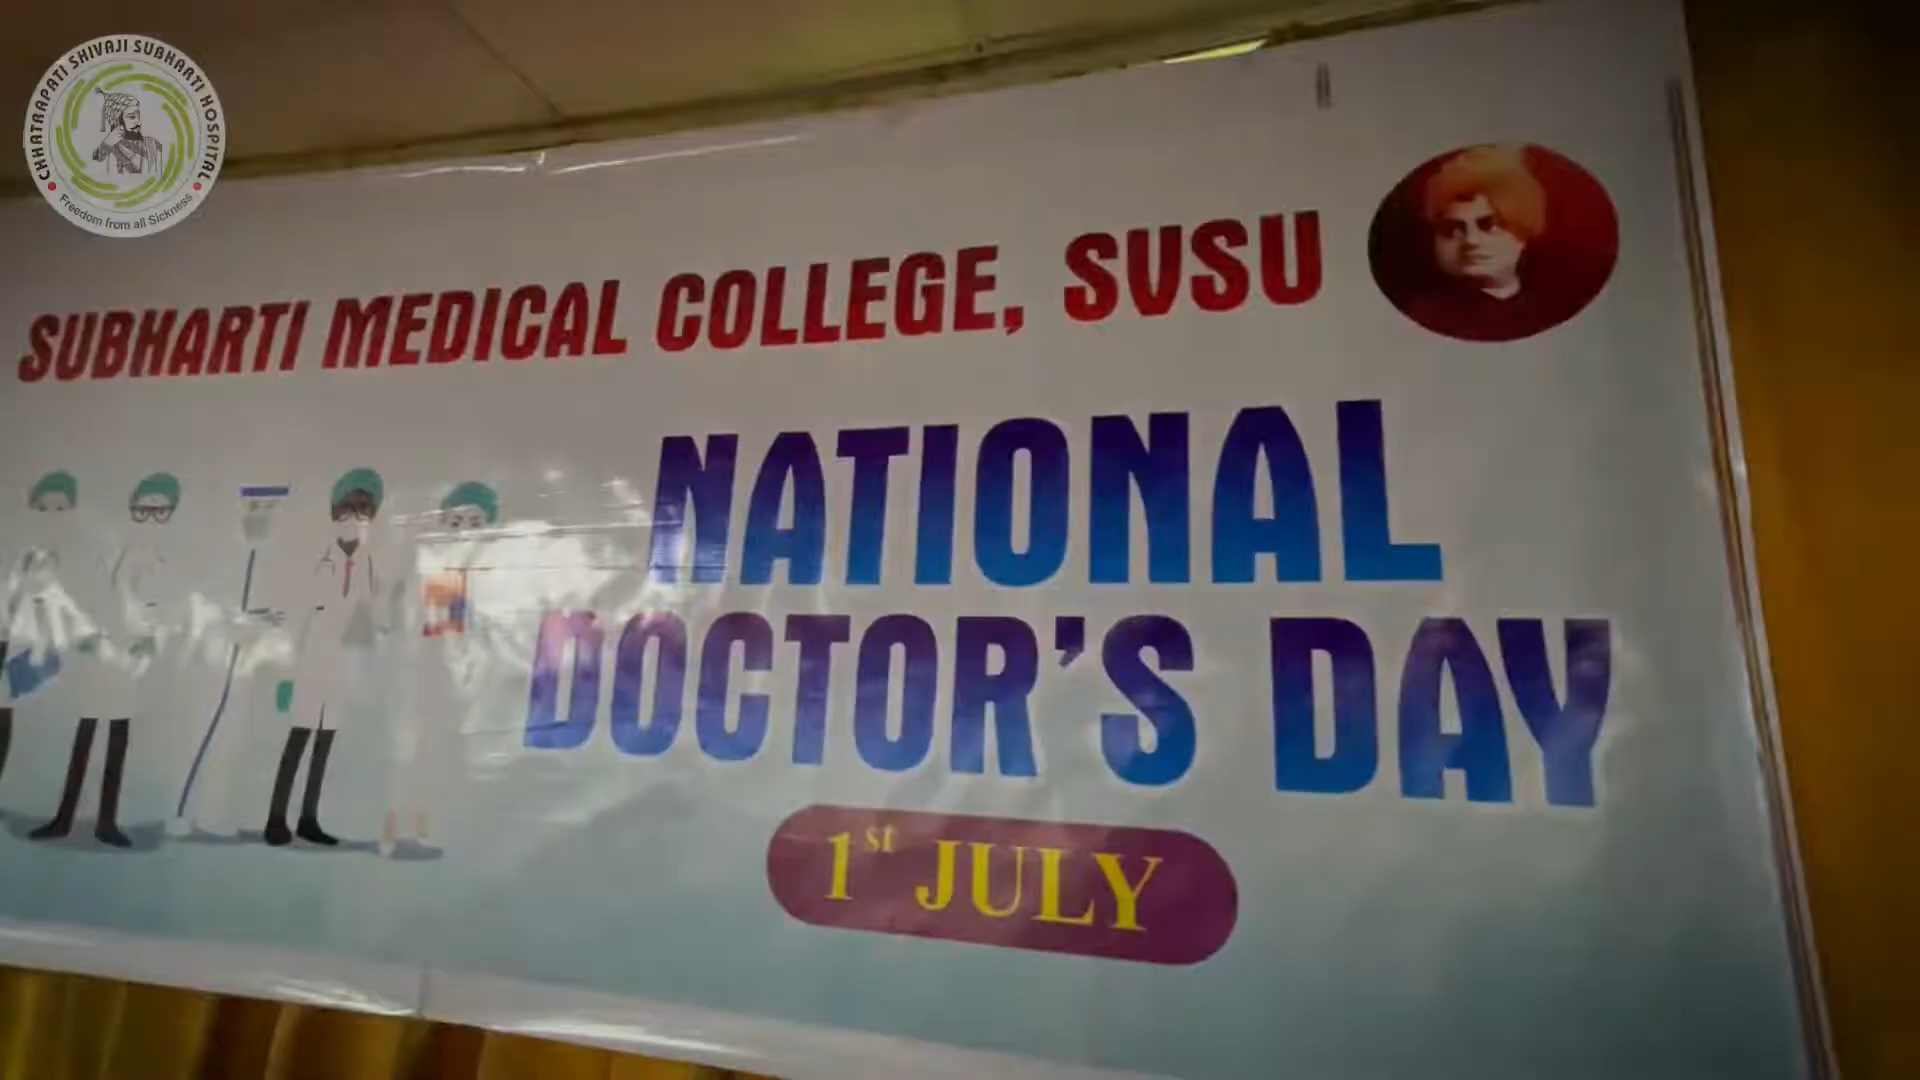 CHHATRAPATI SHIVAJI SUBHARTI HOSPITAL
Freedom from all Sickness
SUBHARTI MEDICAL COLLEGE, SVSU
NATIONAL
DOCTOR'S DAY
1st JULY